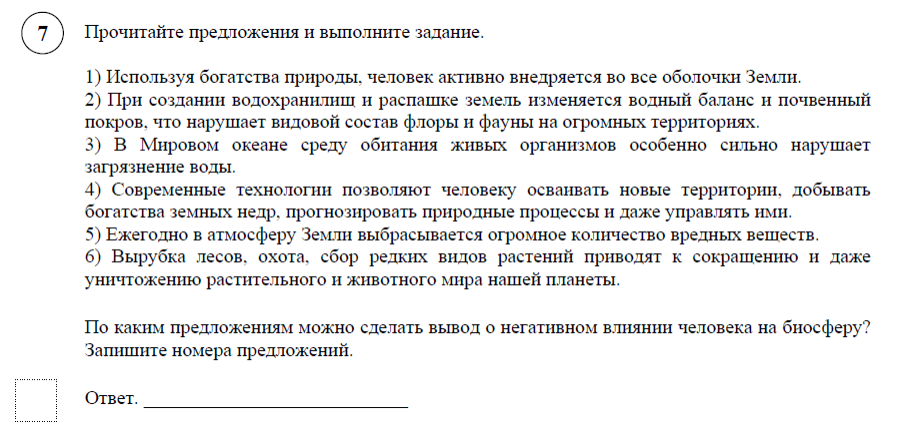 7
Прочитайте предложения и выполните задание.
1) Используя богатства природы, человек активно внедряется во все оболочки Земли.
2) При создании водохранилищ и распашке земель изменяется водный баланс и почвенный
покров, что нарушает видовой состав флоры и фауны на огромных территориях.
3) В Мировом океане среду обитания живых организмов особенно сильно нарушает
загрязнение воды.
4) Современные технологии позволяют человеку осваивать новые территории, добывать
богатства земных недр, прогнозировать природные процессы и даже управлять ими.
5) Ежегодно в атмосферу Земли выбрасывается огромное количество вредных веществ.
6) Вырубка лесов, охота, сбор редких видов растений приводят к сокращению и даже
уничтожению растительного и животного мира нашей планеты.
По каким предложениям можно сделать вывод о негативном влиянии человека на биосферу?
Запишите номера предложений.
Ответ.